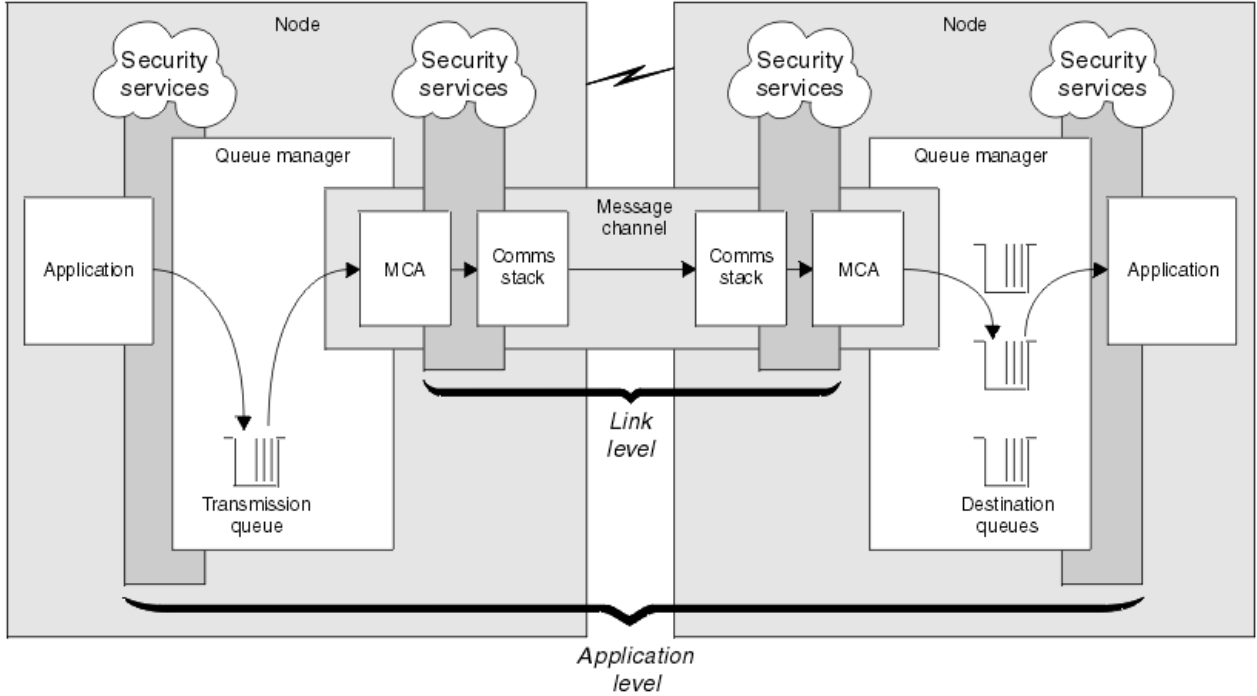 Node
Node
Security
services
Security
services
Security
services
Security
services
Queue manager
Queue manager
Message
channel
Application
MCA
Comms
stack
Comms
stack
MCA
Application
Link
level
Transmission
queue
Destination
queues
Application
level